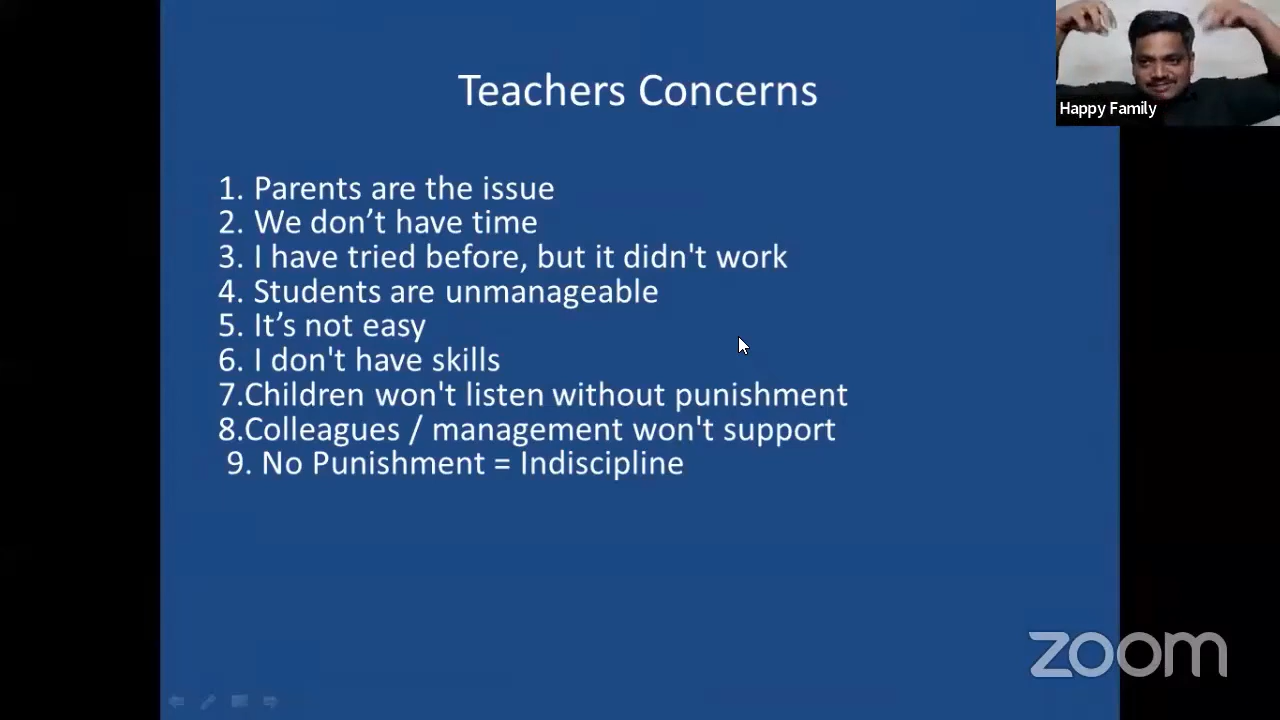 Teachers Concerns
Happy Family
1. Parents are the issue
2. We don’t have time
3. I have tried before, but it didn't work
4. Students are unmanageable
5. It’s not easy
6. I don't have skills
7.Children won't listen without punishment
8.Colleagues / management won't support
9. No Punishment = Indiscipline
zoom